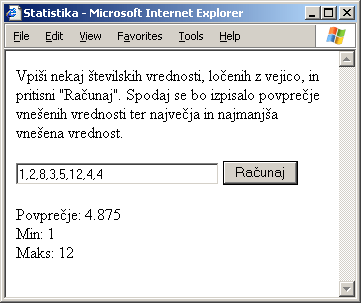 Statistika - Microsoft Internet Explorer
File Edit View Favorites Tools Help
Vpiši nekaj številskih vrednosti, ločenih z vejico, in
pritisni "Računaj". Spodaj se bo izpisalo povprečje
vnešenih vrednosti ter največja in najmanjša
vnešena vrednost.
1,2,8,3,5,12,4,4 Računaj
Povprečje: 4.875
Min: 1
Maks: 12